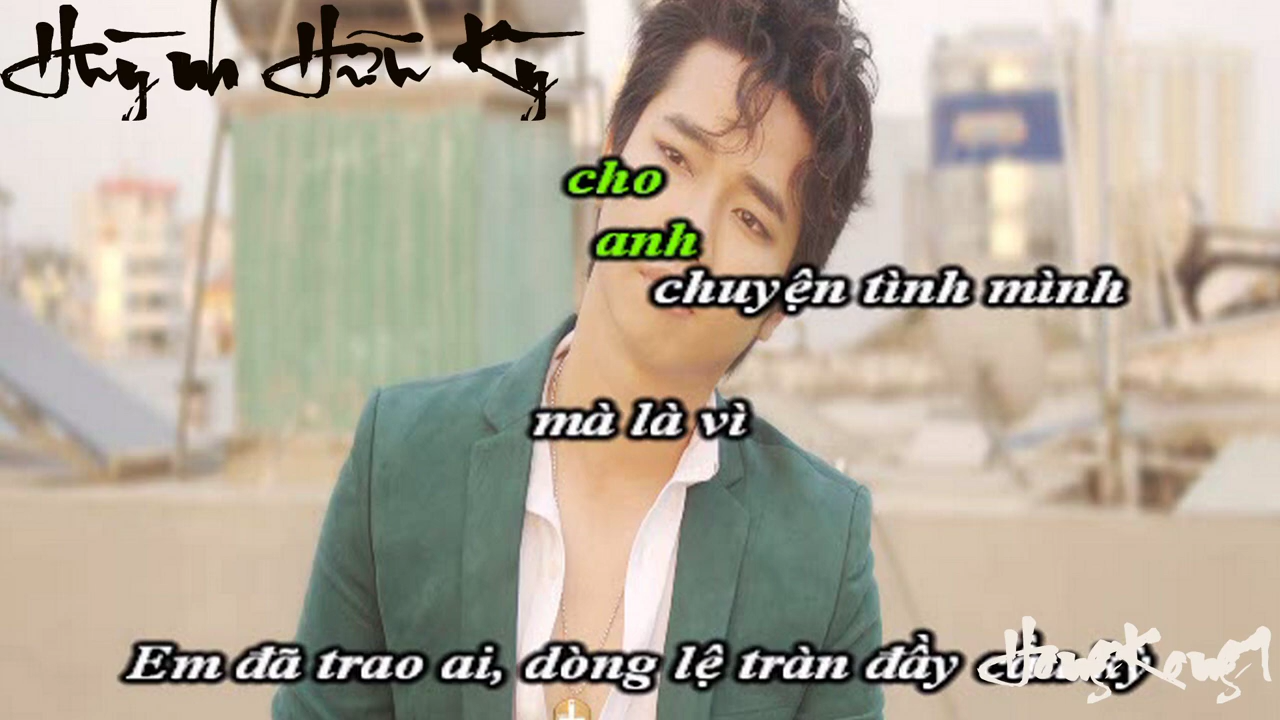 Huỳnh Hữu Kỳ
cho
anh
chuyện tình mình
mà là vì
Em đã trao ai, dòng lệ tràn đầy
HongKong1